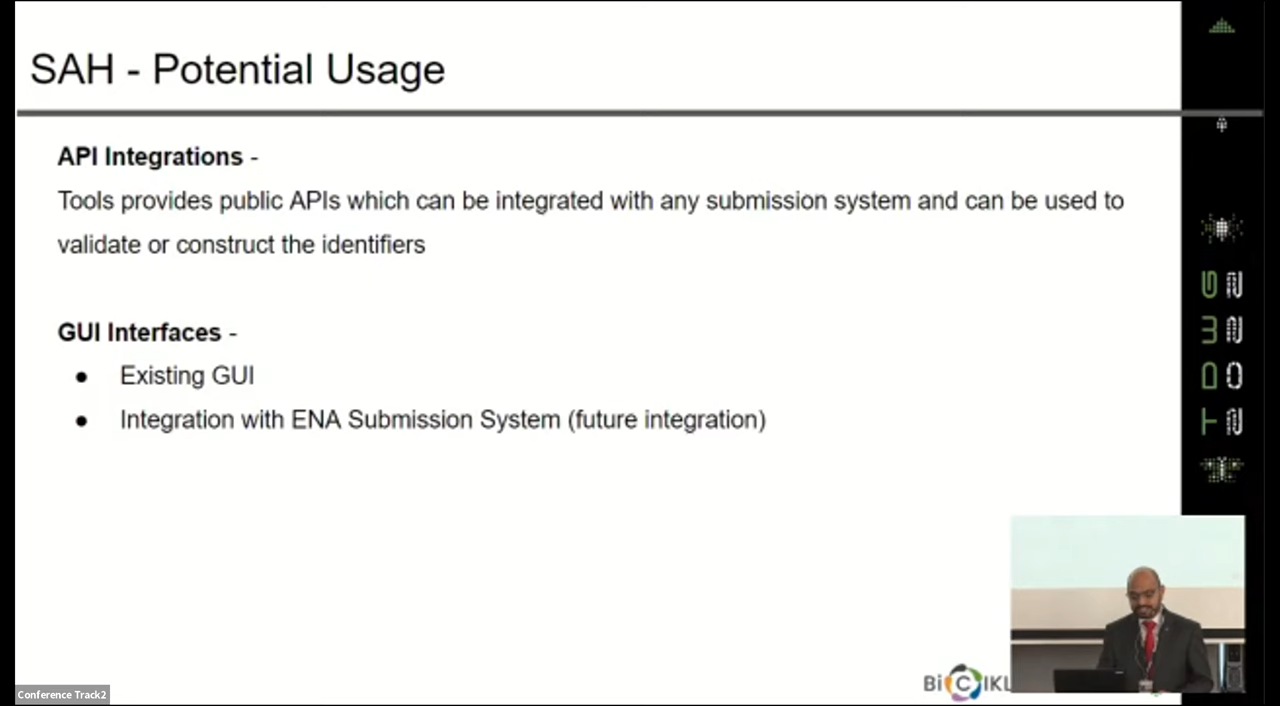 SAH - Potential Usage
API Integrations -
Tools provides public APIs which can be integrated with any submission system and can be used to
validate or construct the identifiers
GUI Interfaces -
● Existing GUI
● Integration with ENA Submission System (future integration)
BiCIKL
Conference Track2